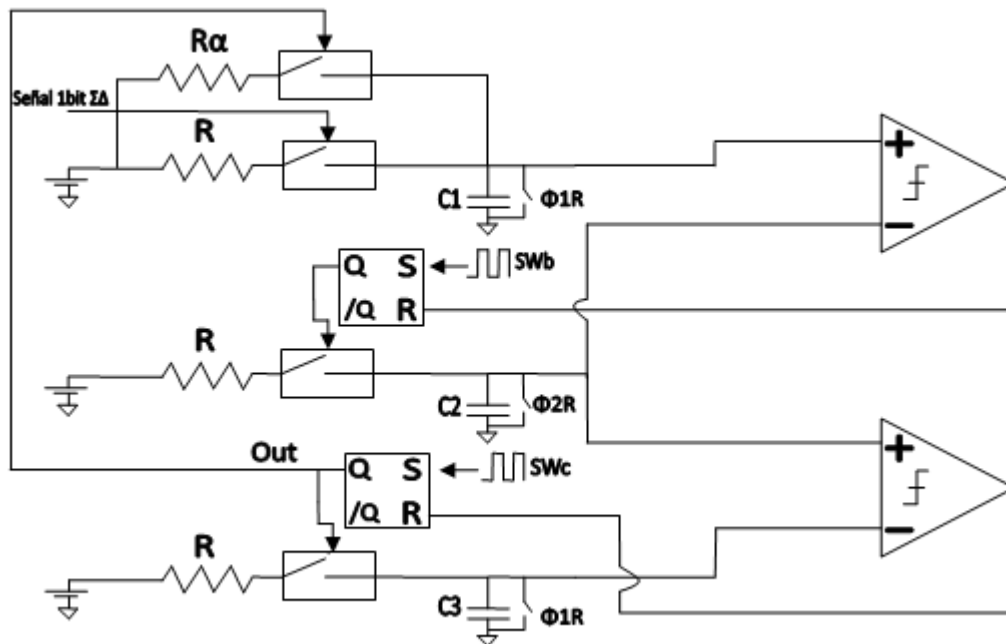 Rα
Señal 1bit ΣΔ
R
+
−
C1
Φ1R
Q S
SWb
/Q R
R
C2
Φ2R
+
−
Out
Q S
SWc
/Q R
R
C3
Φ1R